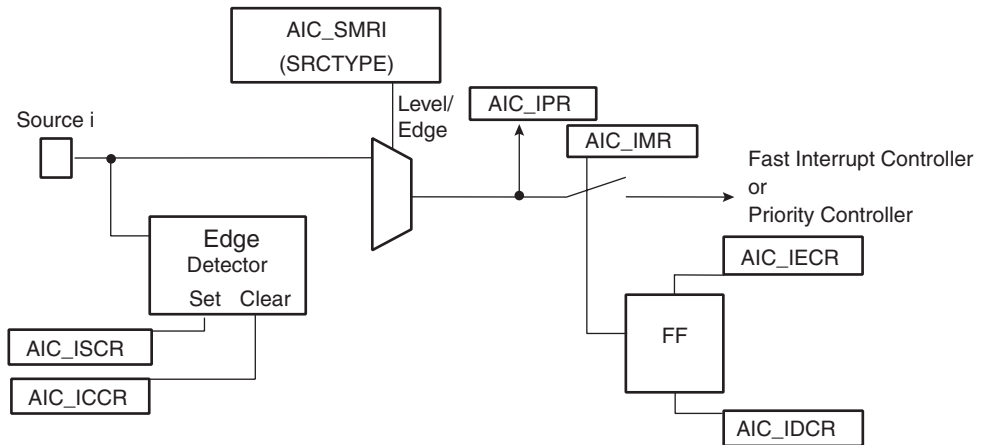 AIC_SMRI
(SRCTYPE)
Source i
Level/
Edge
AIC_IPR
AIC_IMR
Fast Interrupt Controller
or
Priority Controller
Edge
Detector
Set Clear
AIC_IECR
FF
AIC_ISCR
AIC_ICCR
AIC_IDCR